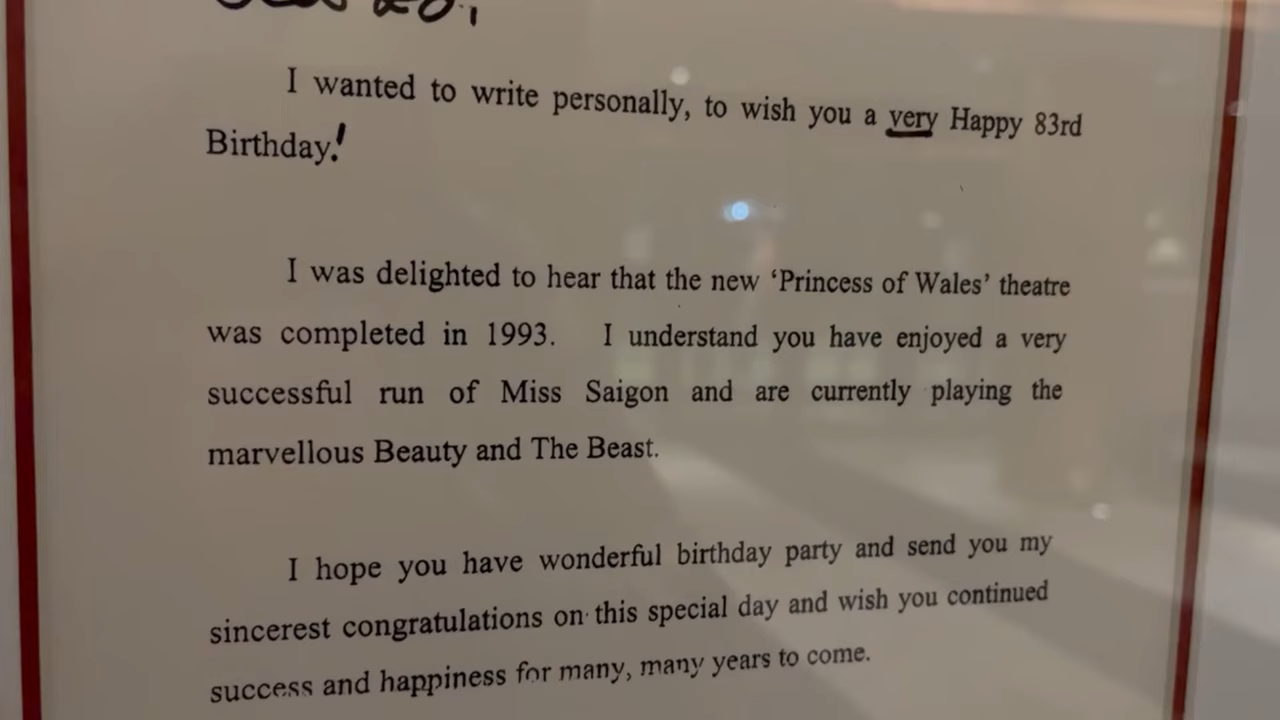 I wanted to write personally, to wish you a very Happy 83rd
Birthday!
I was delighted to hear that the new ‘Princess of Wales’ theatre
was completed in 1993. I understand you have enjoyed a very
successful run of Miss Saigon and are currently playing the
marvellous Beauty and The Beast.
I hope you have wonderful birthday party and send you my
sincerest congratulations on this special day and wish you continued
success and happiness for many, many years to come.